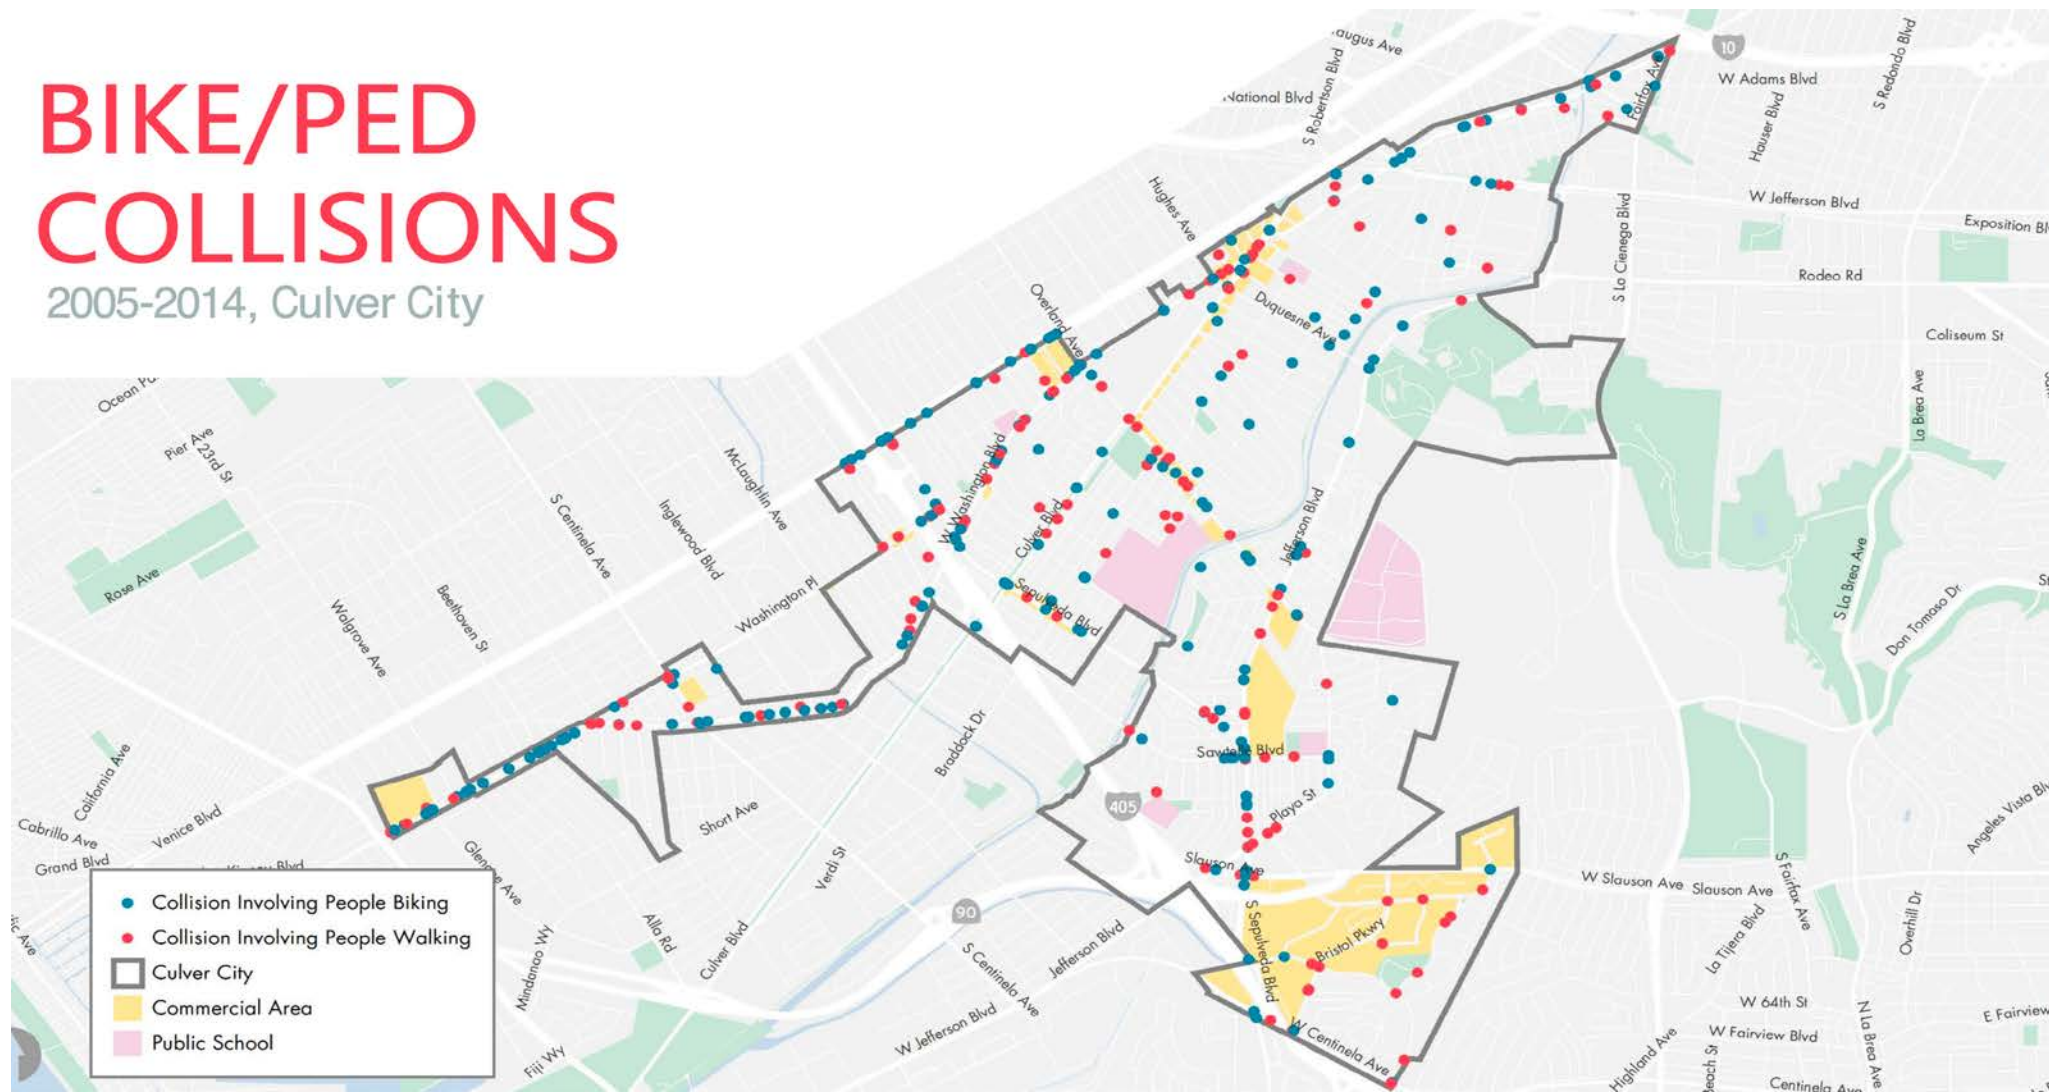 BIKE/PED
COLLISIONS
2005-2014, Culver City
augus Ave
S Robertson Blvd
National Blvd
10
W Adams Blvd
S Redondo Blvd
Fairfax Ave
Hauser Blvd
Hughes Ave
W Jefferson Blvd
S La Cienega Blvd
Exposition Bl
Rodeo Rd
Overland Ave
Duquesne Ave
Coliseum St
La Brea Ave
Ocean
Pier Ave
23rd St
McLaughlin Ave
W Washington Blvd
S Centinela Ave
Inglewood Blvd
Culver Blvd
Jefferson Blvd
Rose Ave
Walgrove Ave
Beethoven St
Washington Pl
Sepulveda Blvd
S La Brea Ave
Don Tomaso Dr
St
Braddock Dr
Sawtelle Blvd
California Ave
Venice Blvd
Short Ave
405
Playa St
Angeles Vista Blv
Cabrillo Ave
Grand Blvd
Blvd
Verdi St
Slauson Ave
W Slauson Ave
Slauson Ave
S Fairfax Ave
Overhill Dr
La Tijera Blvd
Ave
Alla Rd
Culver Blvd
90
S Centinela Ave
Jefferson Blvd
S Sepulveda Blvd
Bristol Pkwy
Mindanao Wy
W Jefferson Blvd
Fiji Wy
W Centinela Ave
W 64th St
W Fairview Blvd
E Fairview
N La Brea Ave
Highland Ave
Centinela Ave
Collision Involving People Biking
Collision Involving People Walking
Culver City
Commercial Area
Public School